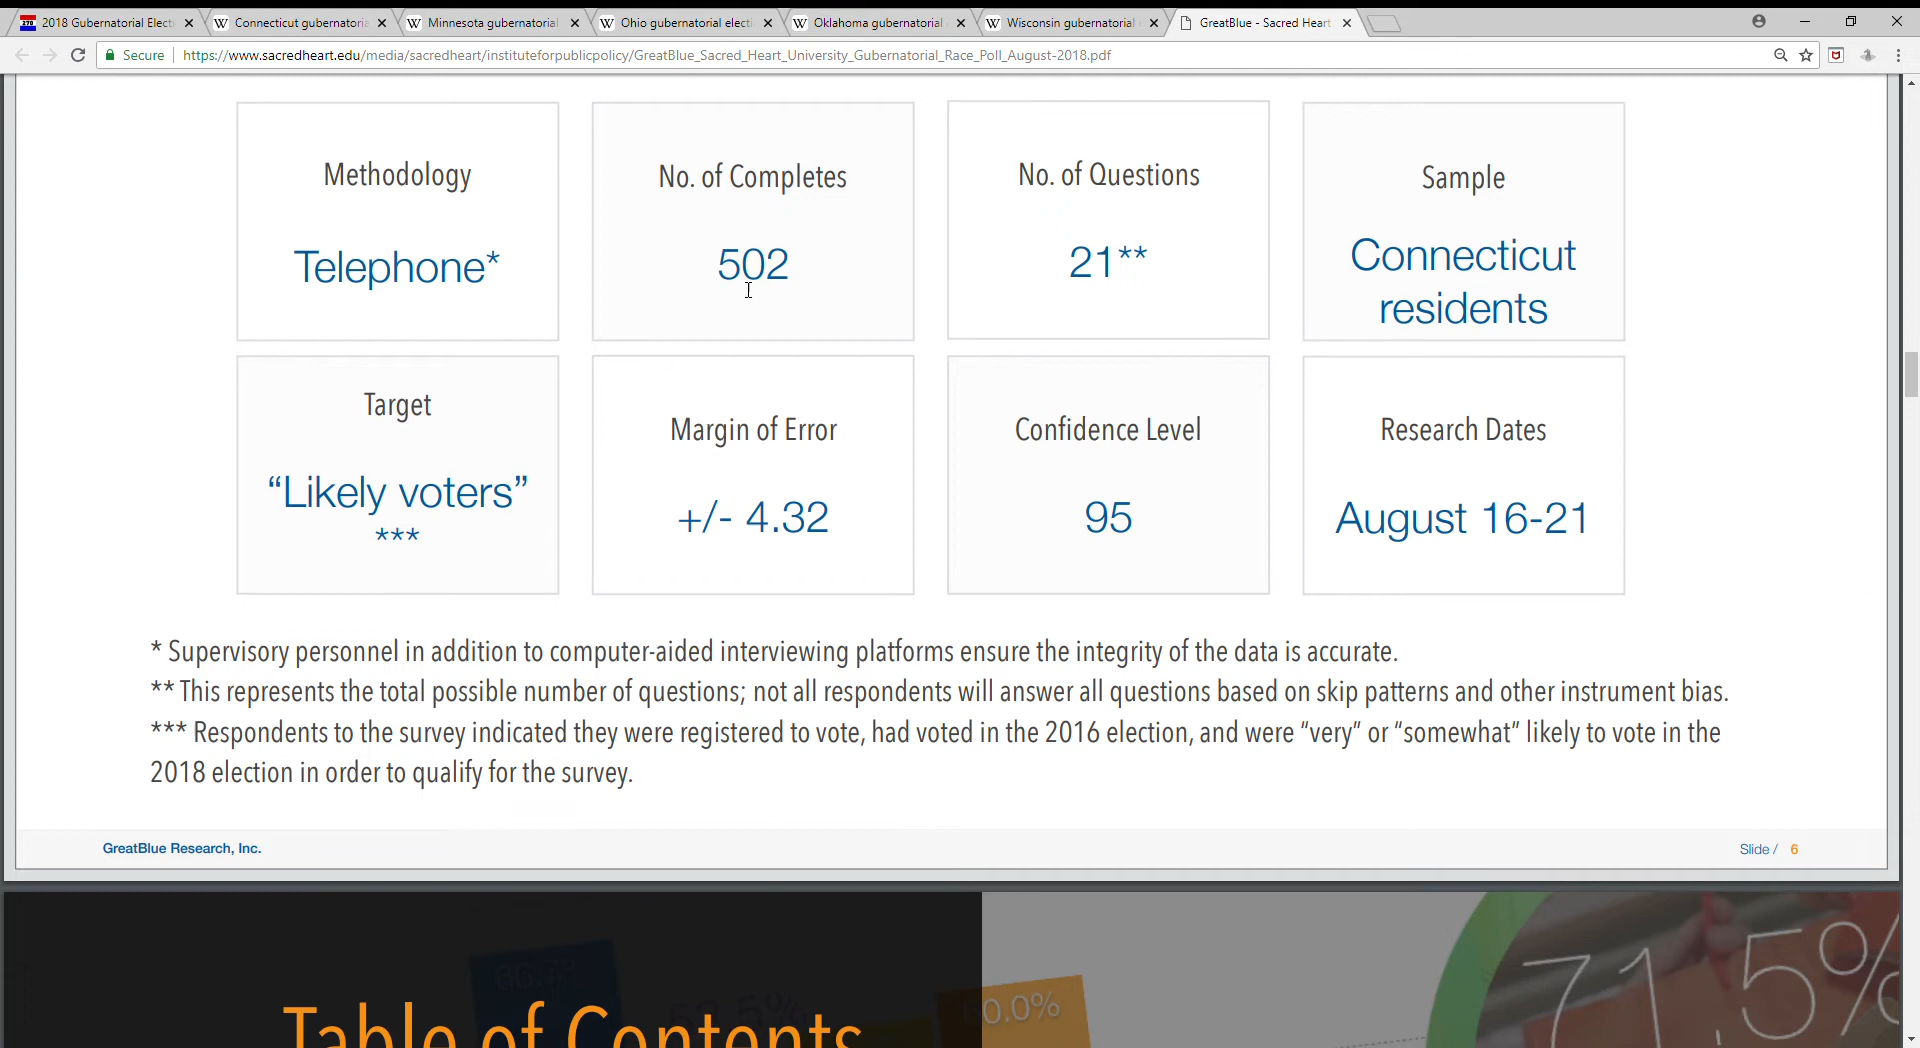 2018 Gubernatorial Elect
Connecticut gubernatoria
Minnesota gubernatorial
Ohio gubernatorial electi
Oklahoma gubernatorial
Wisconsin gubernatorial
GreatBlue - Sacred Heart
Secure
https://www.sacredheart.edu/media/sacredheart/instituteforpublicpolicy/GreatBlue_Sacred_Heart_University_Gubernatorial_Race_Poll_August-2018.pdf
Methodology
Telephone*
No. of Completes
502
No. of Questions
21**
Sample
Connecticut
residents
Target
“Likely voters”
***
Margin of Error
+/- 4.32
Confidence Level
95
Research Dates
August 16-21
* Supervisory personnel in addition to computer-aided interviewing platforms ensure the integrity of the data is accurate.
** This represents the total possible number of questions; not all respondents will answer all questions based on skip patterns and other instrument bias.
*** Respondents to the survey indicated they were registered to vote, had voted in the 2016 election, and were “very” or “somewhat” likely to vote in the
2018 election in order to qualify for the survey.
GreatBlue Research, Inc.
Slide / 6
71.5%
Table of Contents